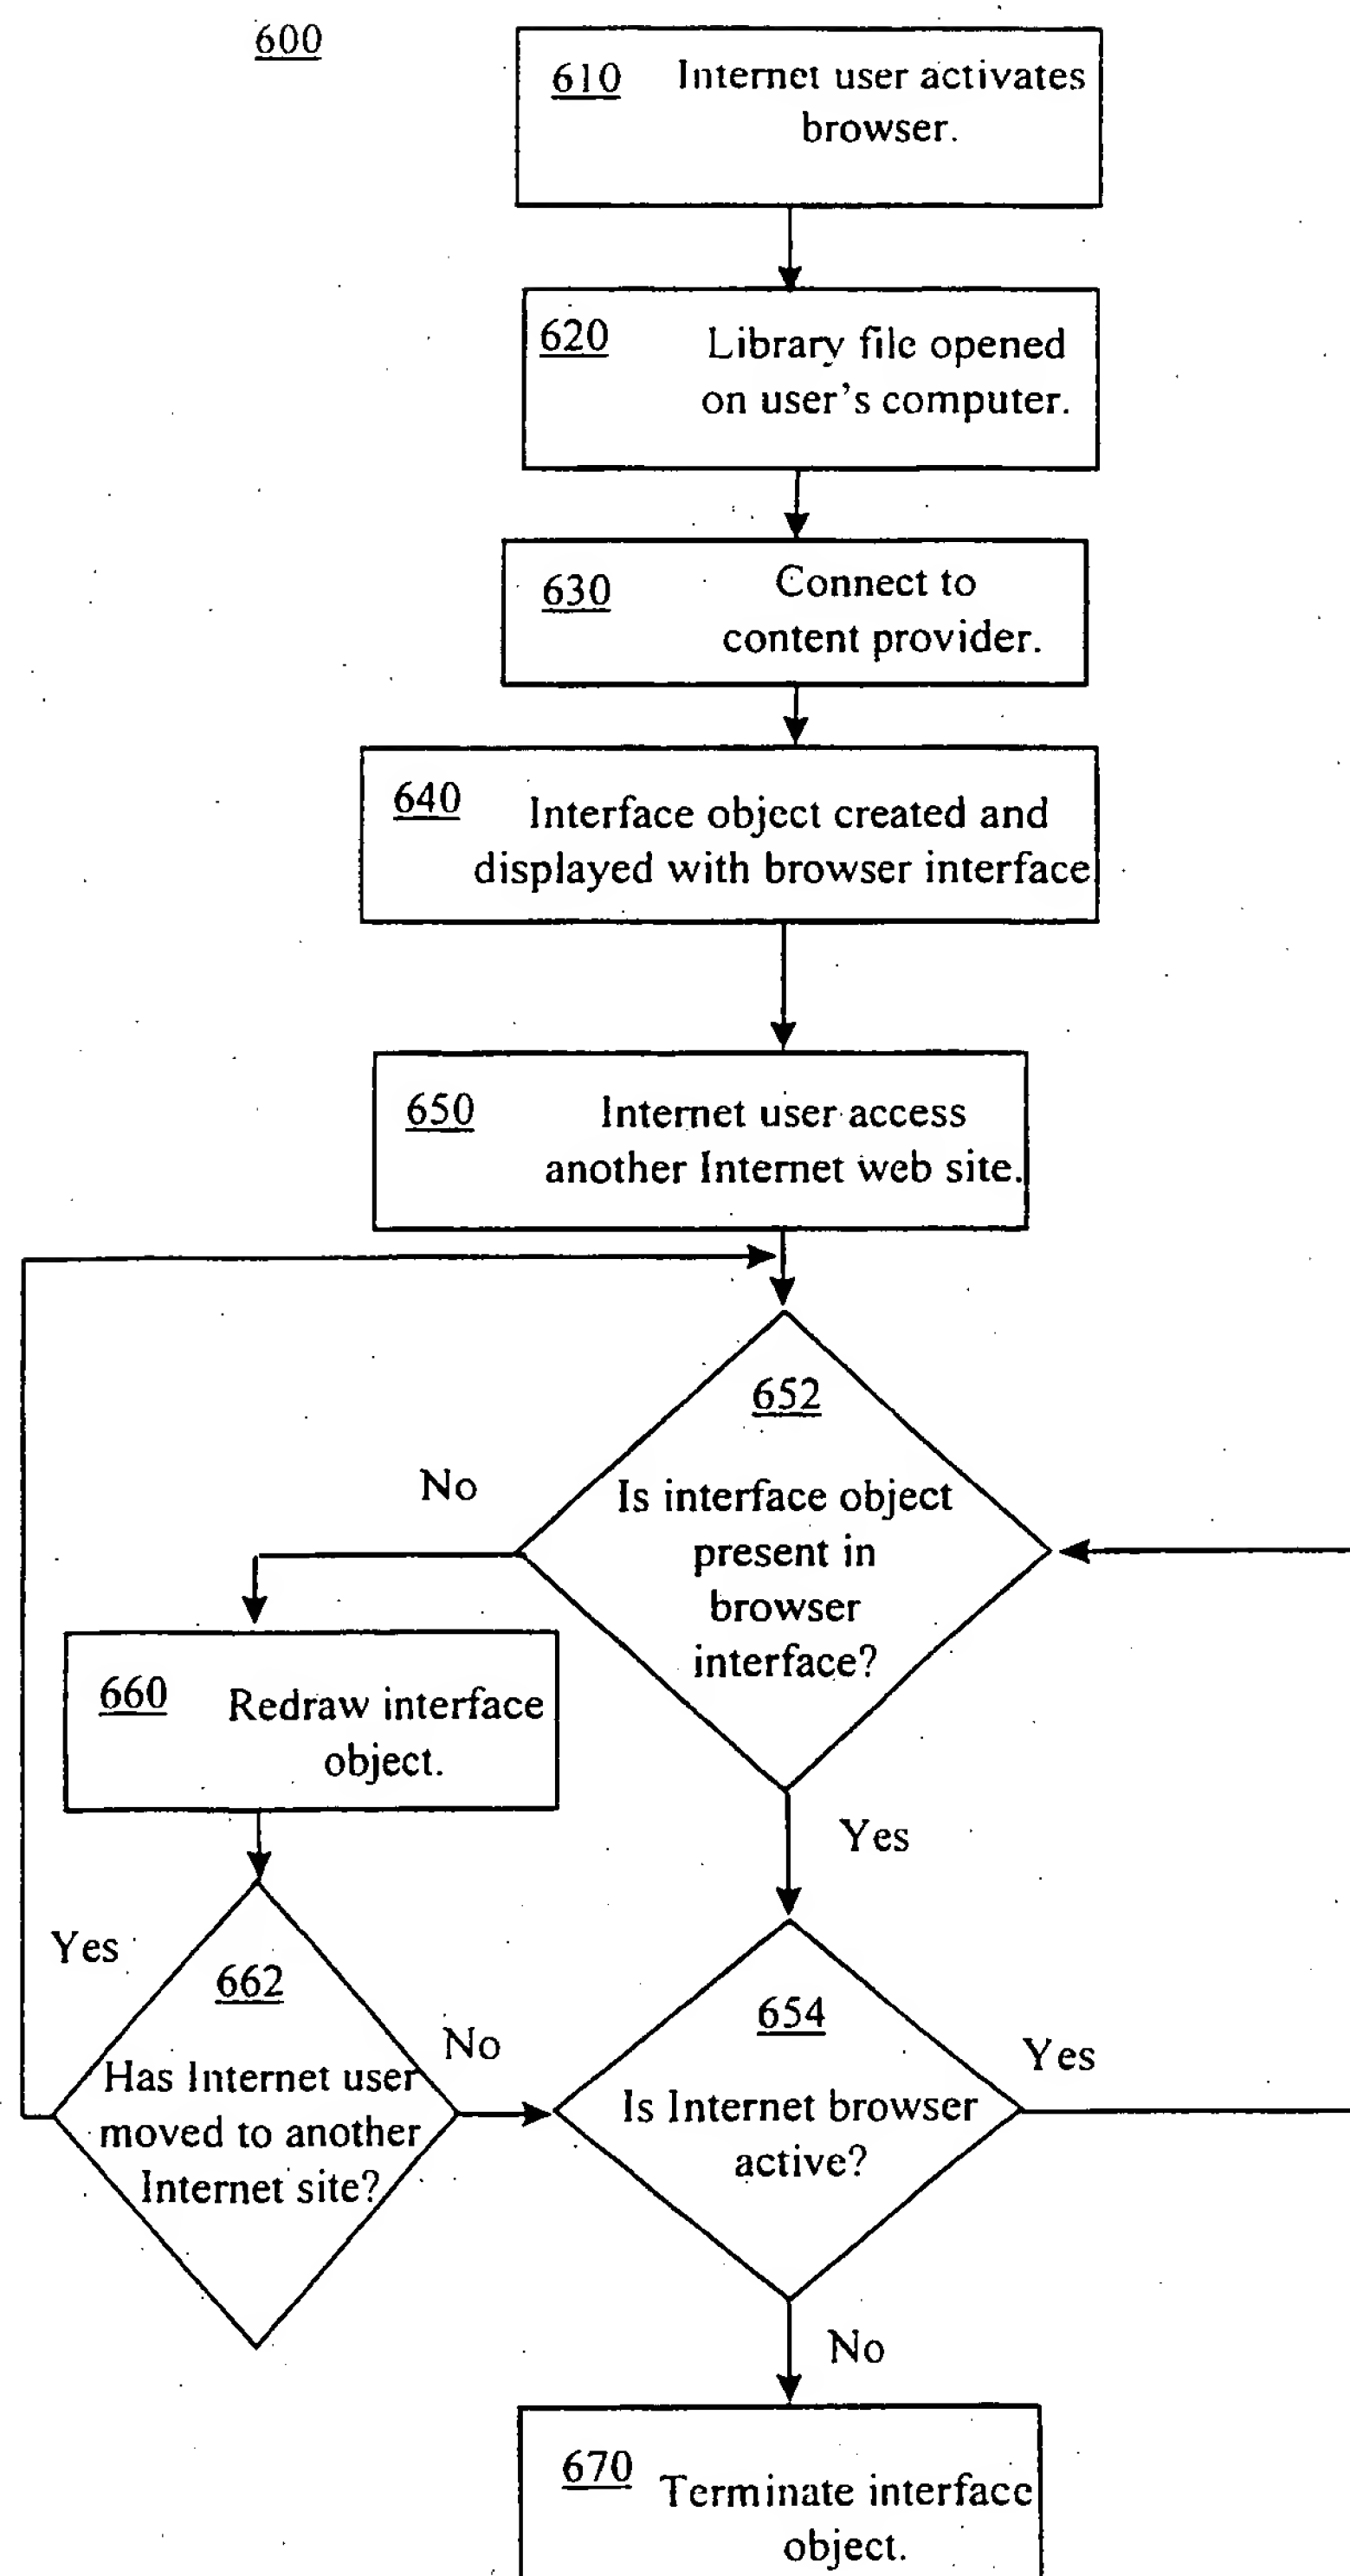 600
610 Internet user activates
browser.
620 Library file opened
on user's computer.
630 Connect to
content provider.
640 Interface object created and
displayed with browser interface
650 Internet user access
another Internet web site.
652
No
Is interface object
present in
browser
interface?
660 Redraw interface
object.
Yes
Yes
662
654
No
Yes
Has Internet user
moved to another
Internet site?
Is Internet browser
active?
No
670 Terminate interface
object.